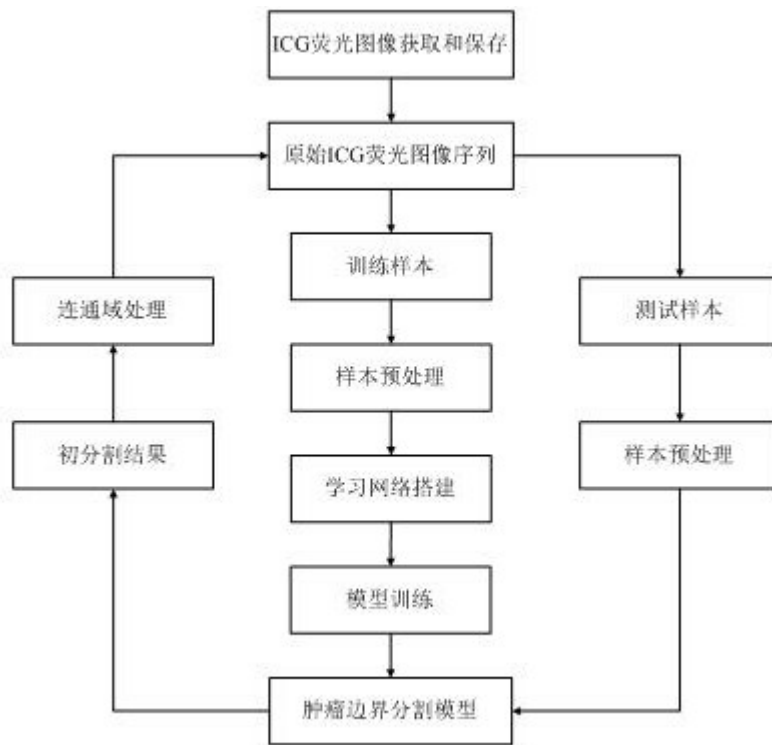 ICG荧光图像获取和保存
原始ICG荧光图像序列
训练样本
连通域处理
测试样本
样本预处理
初分割结果
样本预处理
学习网络搭建
模型训练
肿瘤边界分割模型